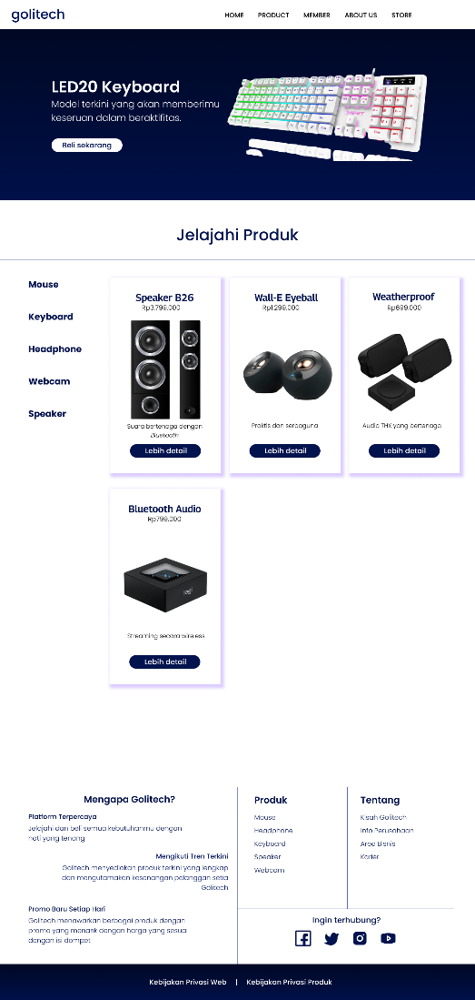 golitech
HOME PRODUCT MEMBER ABOUT US STORE
LED20 Keyboard
Model terkini yang akan memberimu
keseruan dalam beraktifitas.
Beli sekarang
Jelajahi Produk
Mouse
Keyboard
Headphone
Webcam
Speaker
Speaker B26
Rp3.799.000
Suara bertenaga dengan
Bluetooth
Lebih detail
Wall-E Eyeball
Rp1.299.000
Praktis dan serbaguna
Lebih detail
Weatherproof
Rp699.000
Audio THX yang bertenaga
Lebih detail
Bluetooth Audio
Rp799.000
logi
Streaming secara wireless
Lebih detail
Mengapa Golitech?
Platform Terpercaya
Jelajahi dan beli semua kebutuhanmu dengan
hati yang tenang
Mengikuti Tren Terkini
Golitech menyediakan produk terkini yang lengkap
dan mengutamakan kesenangan pelanggan setia
Golitech
Promo Baru Setiap Hari
Golitech menawarkan berbagai produk dengan
promo yang menarik dengan harga yang sesuai
dengan isi dompet.
Produk
Mouse
Headphone
Keyboard
Speaker
Webcam
Tentang
Kisah Golitech
Info Perusahaan
Area Bisnis
Karier
Ingin terhubung?
Kebijakan Privasi Web | Kebijakan Privasi Produk